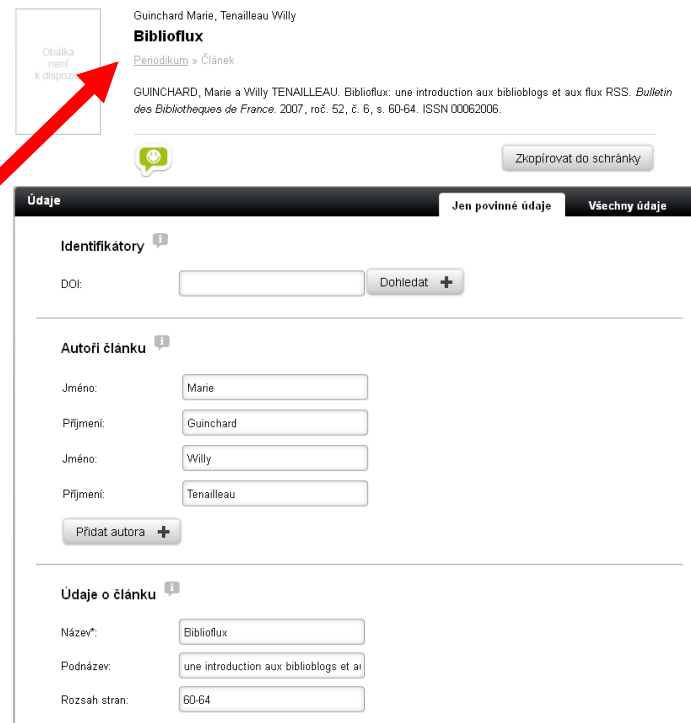 Guinchard Marie, Tenailleau Willy
Obálka
není
k dispozic
Biblioflux
Periodikum » Článek
GUINCHARD, Marie a Willy TENAILLEAU. Biblioflux: une introduction aux biblioblogs et aux flux RSS. Bulletin
des Bibliotheques de France. 2007, roč. 52, č. 6, s. 60-64. ISSN 00062006.
Zkopírovat do schránky
Údaje
Jen povinné údaje
Všechny údaje
Identifikátory
DOI:
Dohledat
Autoři článku
Jméno: Marie
Příjmení: Guinchard
Jméno: Willy
Příjmení: Tenailleau
Přidat autora
Údaje o článku
Název*: Biblioflux
Podnázev: une introduction aux biblioblogs et a
Rozsah stran: 60-64